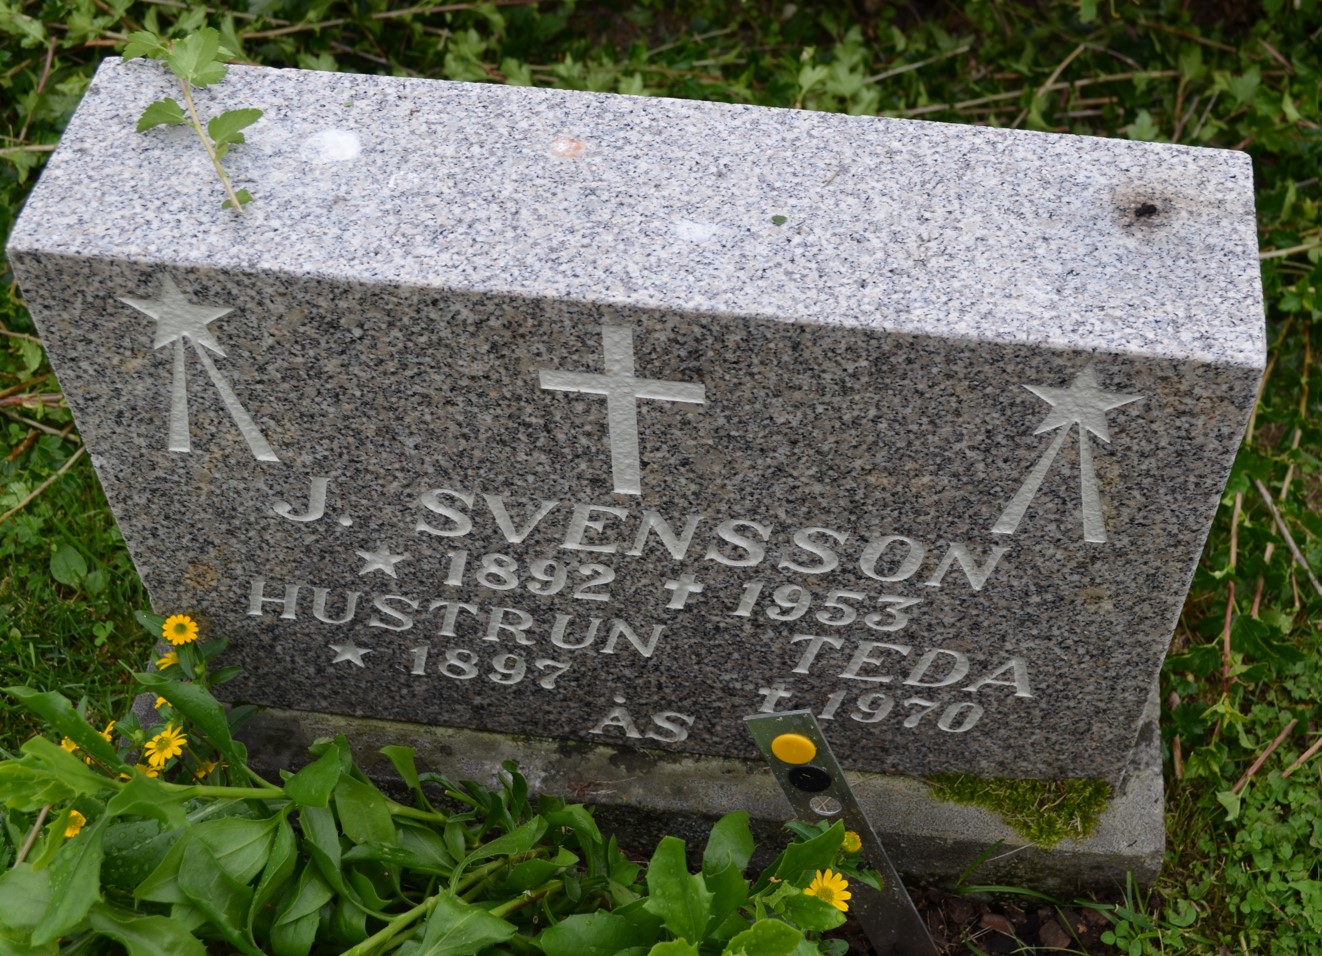 J. SVENSSON
★ 1892 ✝ 1953
HUSTRUN TEDA
★ 1897 ✝ 1970
ÅS